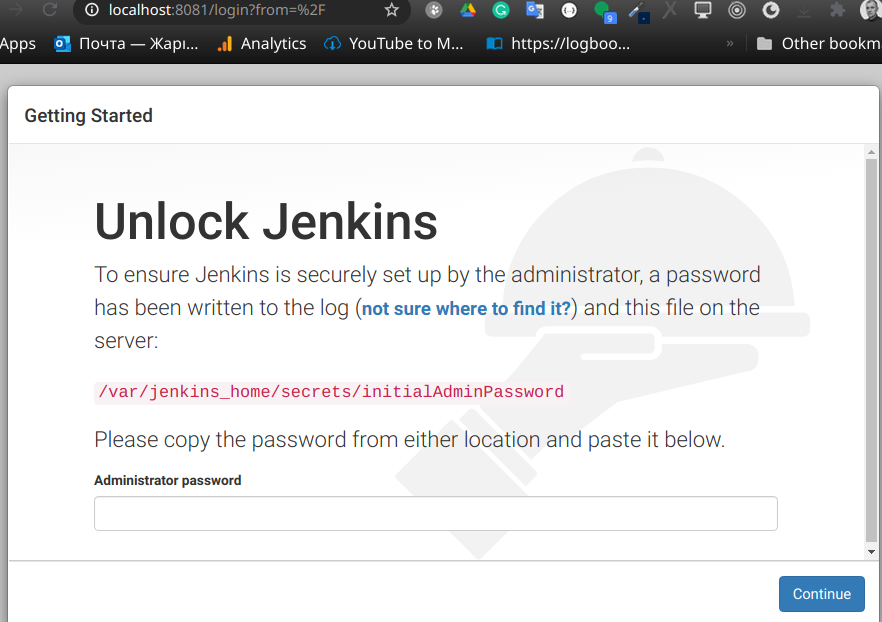 localhost:8081/login?from=%2F
9
Apps Почта — Жары... Analytics YouTube to M... https://logboo... » Other bookm
Getting Started
Unlock Jenkins
To ensure Jenkins is securely set up by the administrator, a password
has been written to the log (not sure where to find it?) and this file on the
server:
/var/jenkins_home/secrets/initialAdminPassword
Please copy the password from either location and paste it below.
Administrator password
Continue